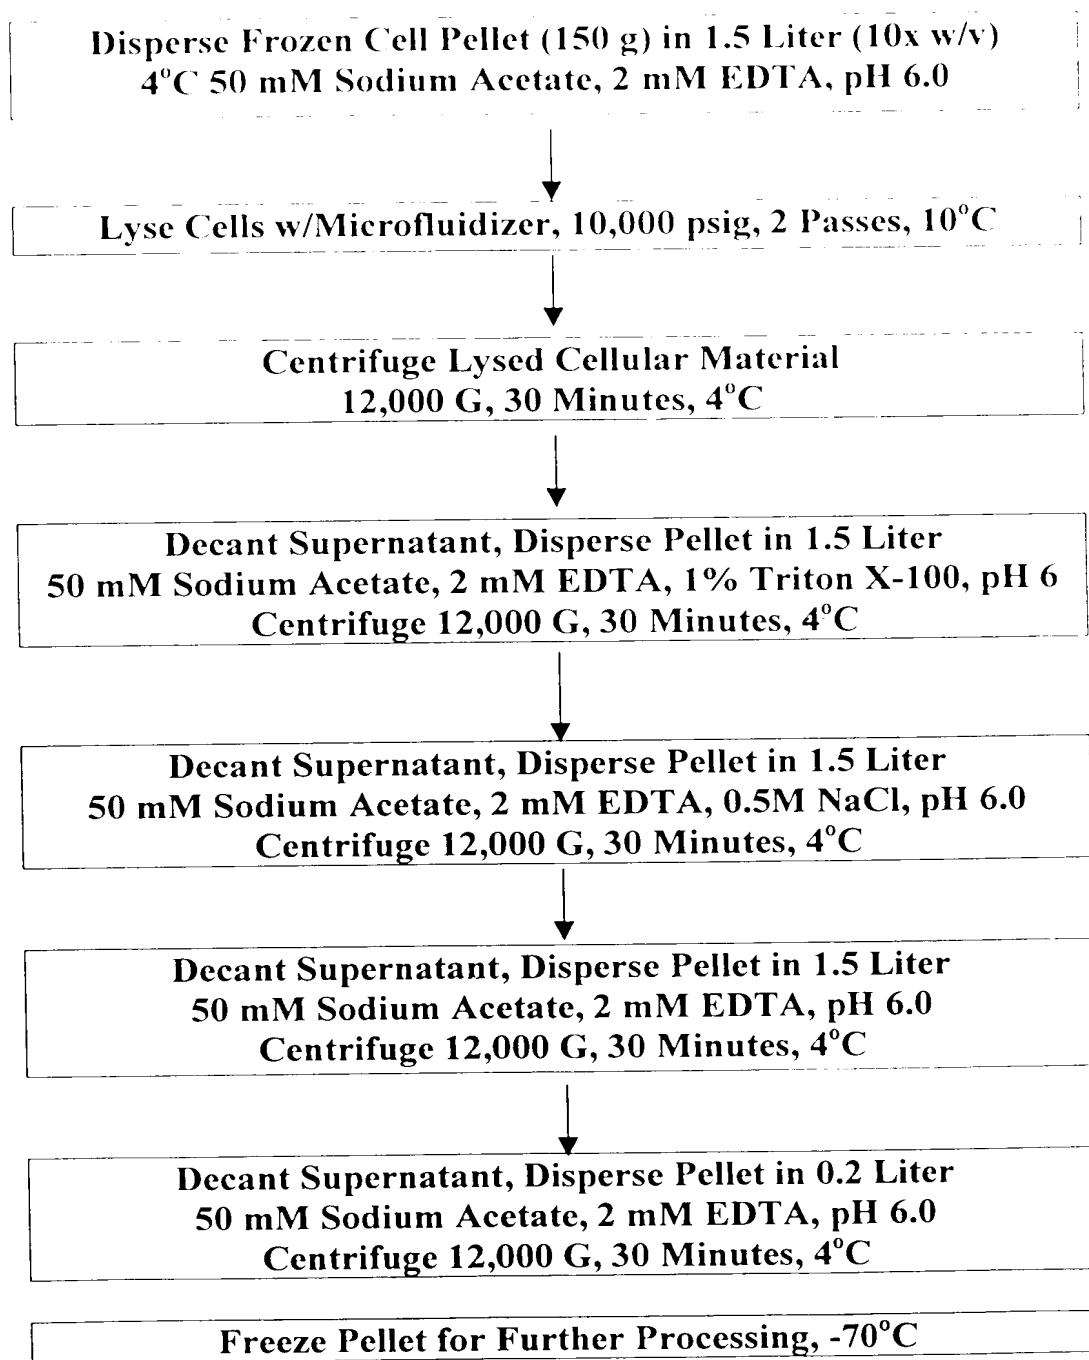 Disperse Frozen Cell Pellet (150 g) in 1.5 Liter (10x w/v)
4°C 50 mM Sodium Acetate, 2 mM EDTA, pH 6.0
Lyse Cells w/Microfluidizer, 10,000 psig, 2 Passes, 10°C
Centrifuge Lysed Cellular Material
12,000 G, 30 Minutes, 4°C
Decant Supernatant, Disperse Pellet in 1.5 Liter
50 mM Sodium Acetate, 2 mM EDTA, 1% Triton X-100, pH 6
Centrifuge 12,000 G, 30 Minutes, 4°C
Decant Supernatant, Disperse Pellet in 1.5 Liter
50 mM Sodium Acetate, 2 mM EDTA, 0.5M NaCl, pH 6.0
Centrifuge 12,000 G, 30 Minutes, 4°C
Decant Supernatant, Disperse Pellet in 1.5 Liter
50 mM Sodium Acetate, 2 mM EDTA, pH 6.0
Centrifuge 12,000 G, 30 Minutes, 4°C
Decant Supernatant, Disperse Pellet in 0.2 Liter
50 mM Sodium Acetate, 2 mM EDTA, pH 6.0
Centrifuge 12,000 G, 30 Minutes, 4°C
Freeze Pellet for Further Processing, -70°C